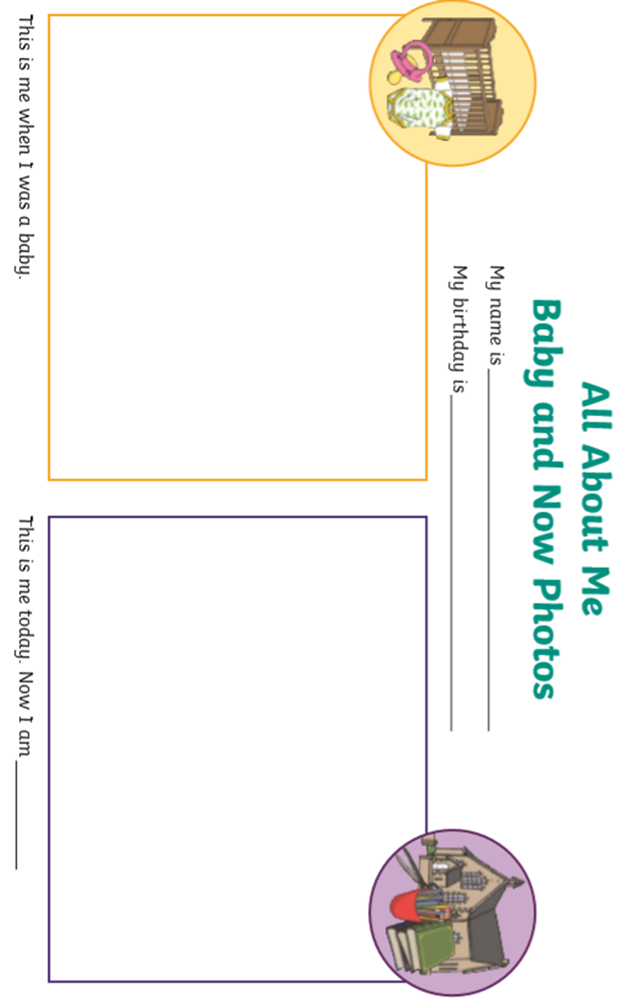 All About Me
Baby and Now Photos
My name is
My birthday is
This is me when I was a baby.
This is me today. Now I am